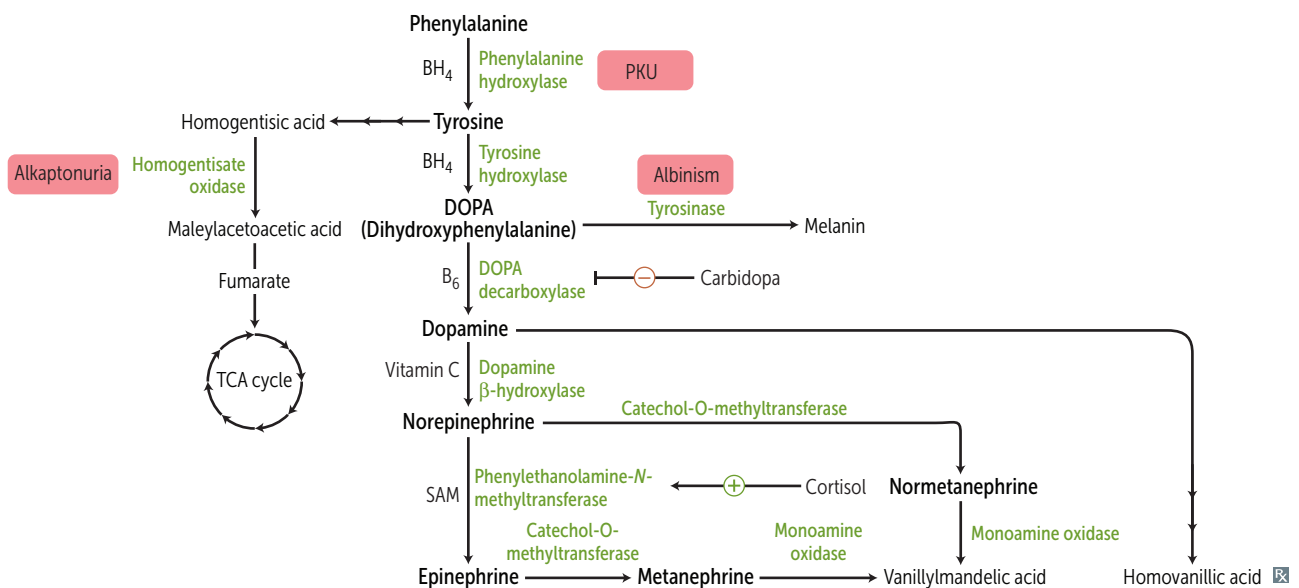 Phenylalanine
BH4
Phenylalanine
hydroxylase
PKU
Homogentisic acid
Tyrosine
Alkaptonuria
Homogentisate
oxidase
BH4
Tyrosine
hydroxylase
Albinism
Tyrosinase
Maleylacetoacetic acid
DOPA
(Dihydroxyphenylalanine)
Melanin
Fumarate
B6
DOPA
decarboxylase
−
Carbidopa
Dopamine
TCA cycle
Vitamin C
Dopamine
β-hydroxylase
Catechol-O-methyltransferase
Norepinephrine
SAM
Phenylethanolamine-N-
methyltransferase
+
Cortisol
Normetanephrine
Catechol-O-
methyltransferase
Monoamine
oxidase
Monoamine oxidase
Epinephrine
Metanephrine
Vanillylmandelic acid
Homovanillic acid
Rx